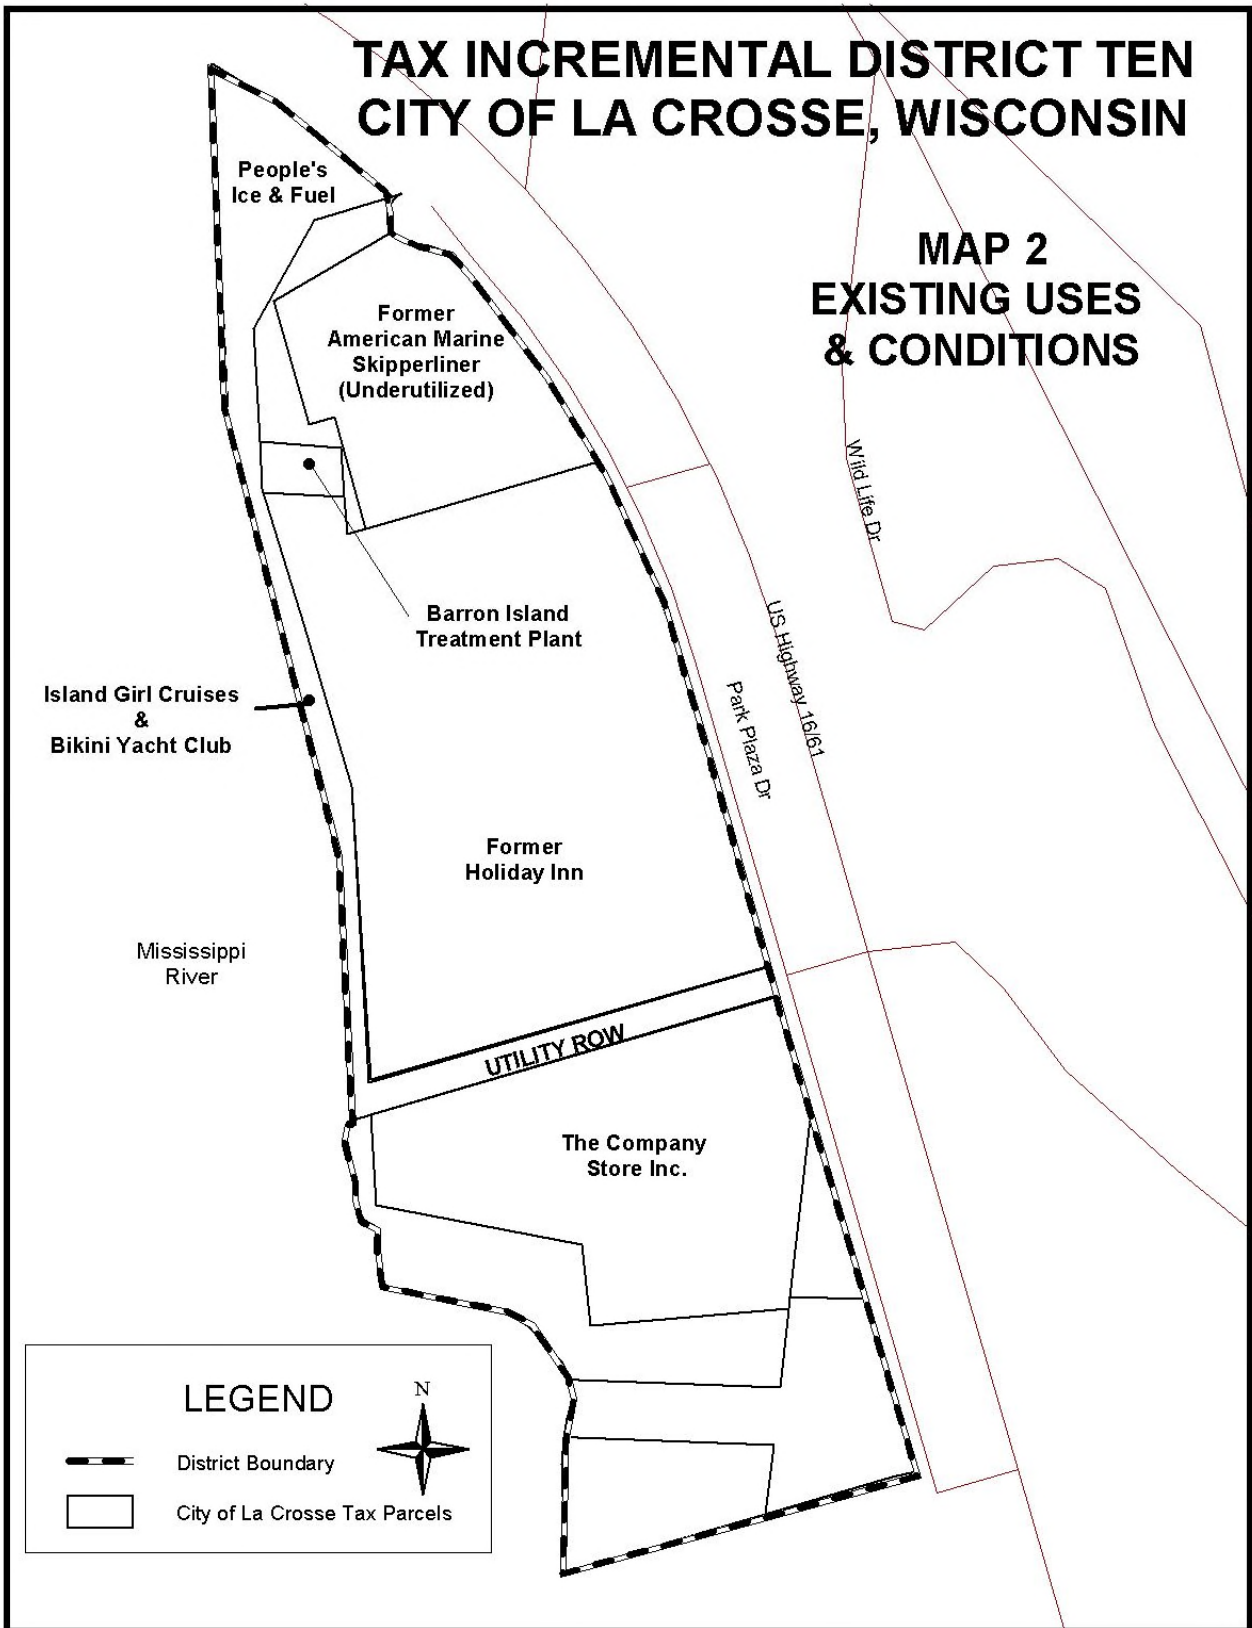 TAX INCREMENTAL DISTRICT TEN
CITY OF LA CROSSE, WISCONSIN
MAP 2
EXISTING USES
& CONDITIONS
People's
Ice & Fuel
Former
American Marine
Skipperliner
(Underutilized)
Wild Life Dr
Barron Island
Treatment Plant
US Highway 16/61
Park Plaza Dr
Island Girl Cruises
&
Bikini Yacht Club
Former
Holiday Inn
Mississippi
River
UTILITY ROW
The Company
Store Inc.
LEGEND
N
District Boundary
City of La Crosse Tax Parcels